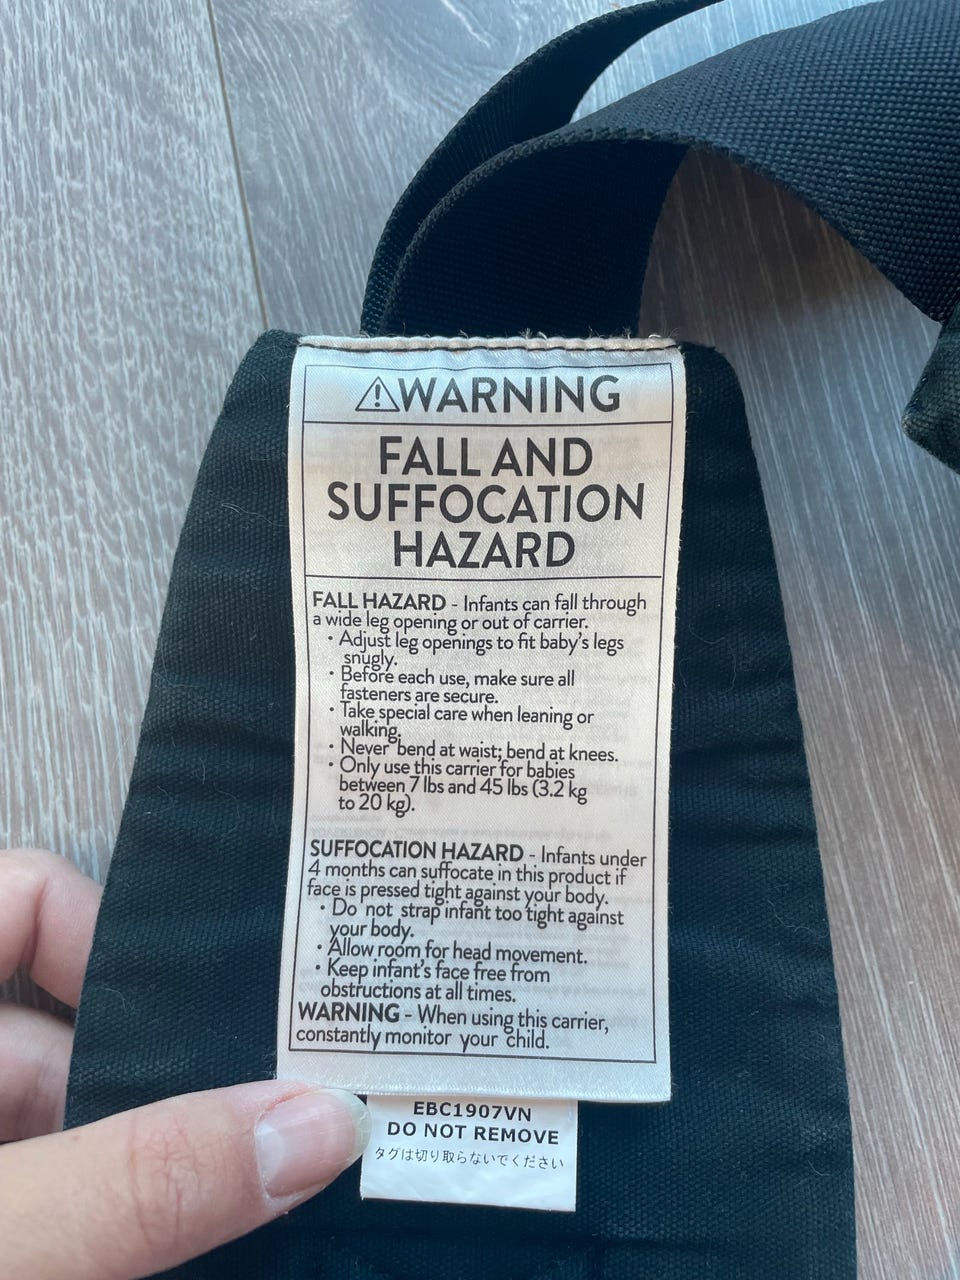 ⚠WARNING
FALL AND
SUFFOCATION
HAZARD
FALL HAZARD - Infants can fall through
a wide leg opening or out of carrier.
• Adjust leg openings to fit baby's legs
snugly.
• Before each use, make sure all
fasteners are secure.
• Take special care when leaning or
walking.
• Never bend at waist; bend at knees.
• Only use this carrier for babies
between 7 lbs and 45 lbs (3.2 kg
to 20 kg).
SUFFOCATION HAZARD - Infants under
4 months can suffocate in this product if
face is pressed tight against your body.
• Do not strap infant too tight against
your body.
• Allow room for head movement.
• Keep infant's face free from
obstructions at all times.
WARNING - When using this carrier,
constantly monitor your child.
EBC1907VN
DO NOT REMOVE
タグは切り取らないでください